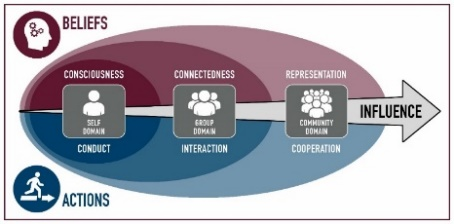 BELIEFS
CONSCIOUSNESS
CONNECTEDNESS
REPRESENTATION
SELF
DOMAIN
GROUP
DOMAIN
COMMUNITY
DOMAIN
INFLUENCE
CONDUCT
INTERACTION
COOPERATION
ACTIONS